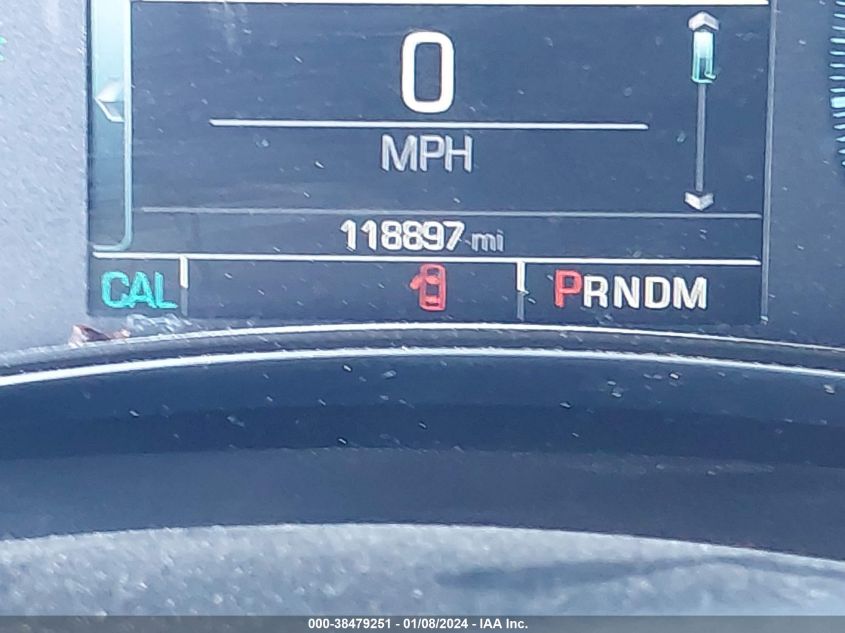 0
MPH
118897 mi
CAL PRNDM
000-38479251 - 01/08/2024 - IAA Inc.